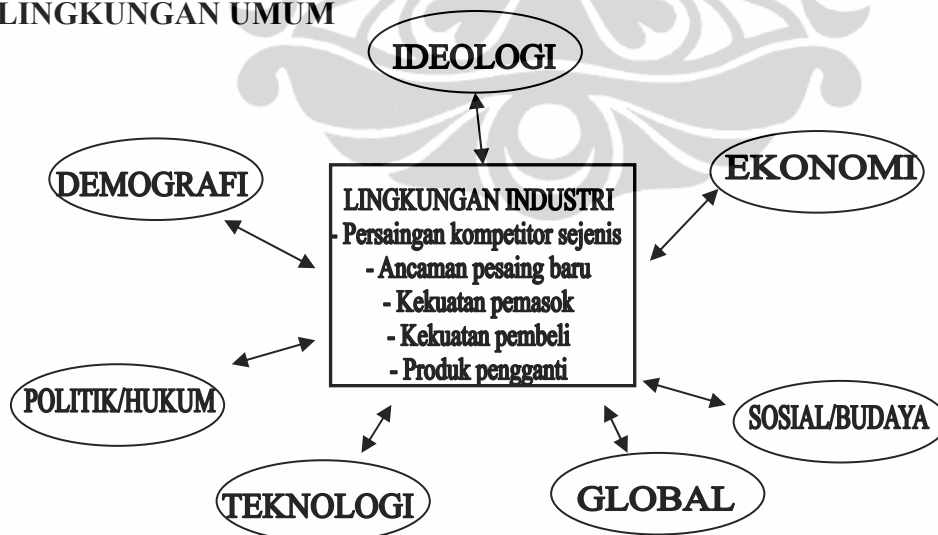 LINGKUNGAN UMUM
IDEOLOGI
DEMOGRAFI
EKONOMI
LINGKUNGAN INDUSTRI
- Persaingan kompetitor sejenis
- Ancaman pesaing baru
- Kekuatan pemasok
- Kekuatan pembeli
- Produk pengganti
POLITIK/HUKUM
SOSIAL/BUDAYA
TEKNOLOGI
GLOBAL